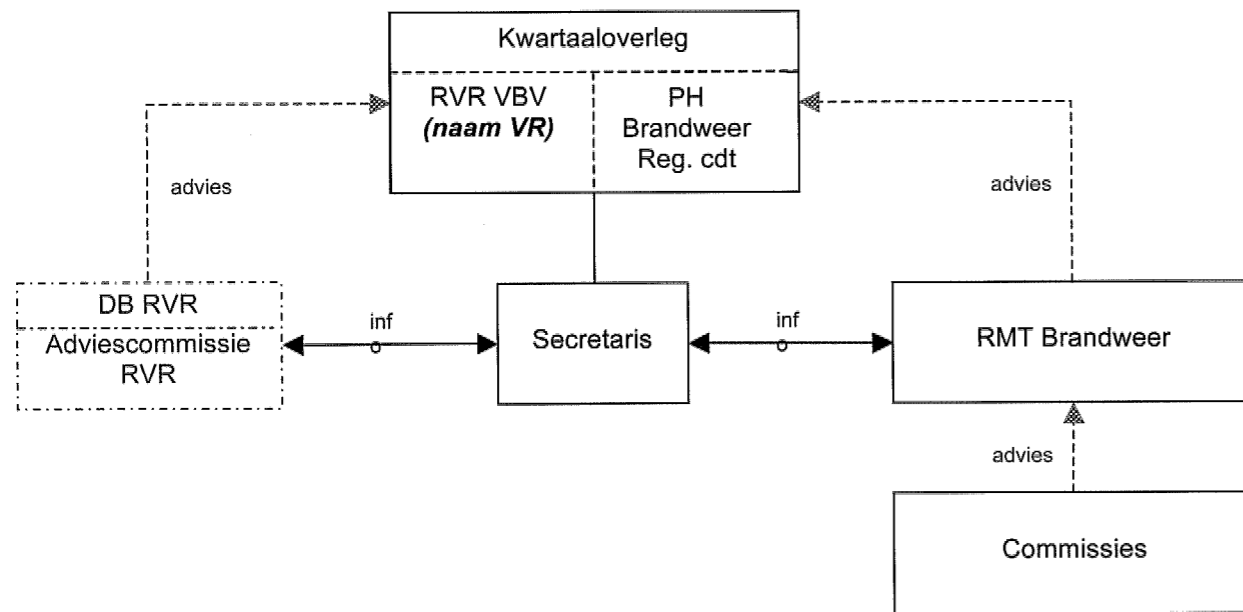 Kwartaaloverleg
RVR VBV
(naam VR)
PH
Brandweer
Reg. cdt
advies
advies
DB RVR
Adviescommissie
RVR
inf
o
Secretaris
inf
o
RMT Brandweer
advies
Commissies